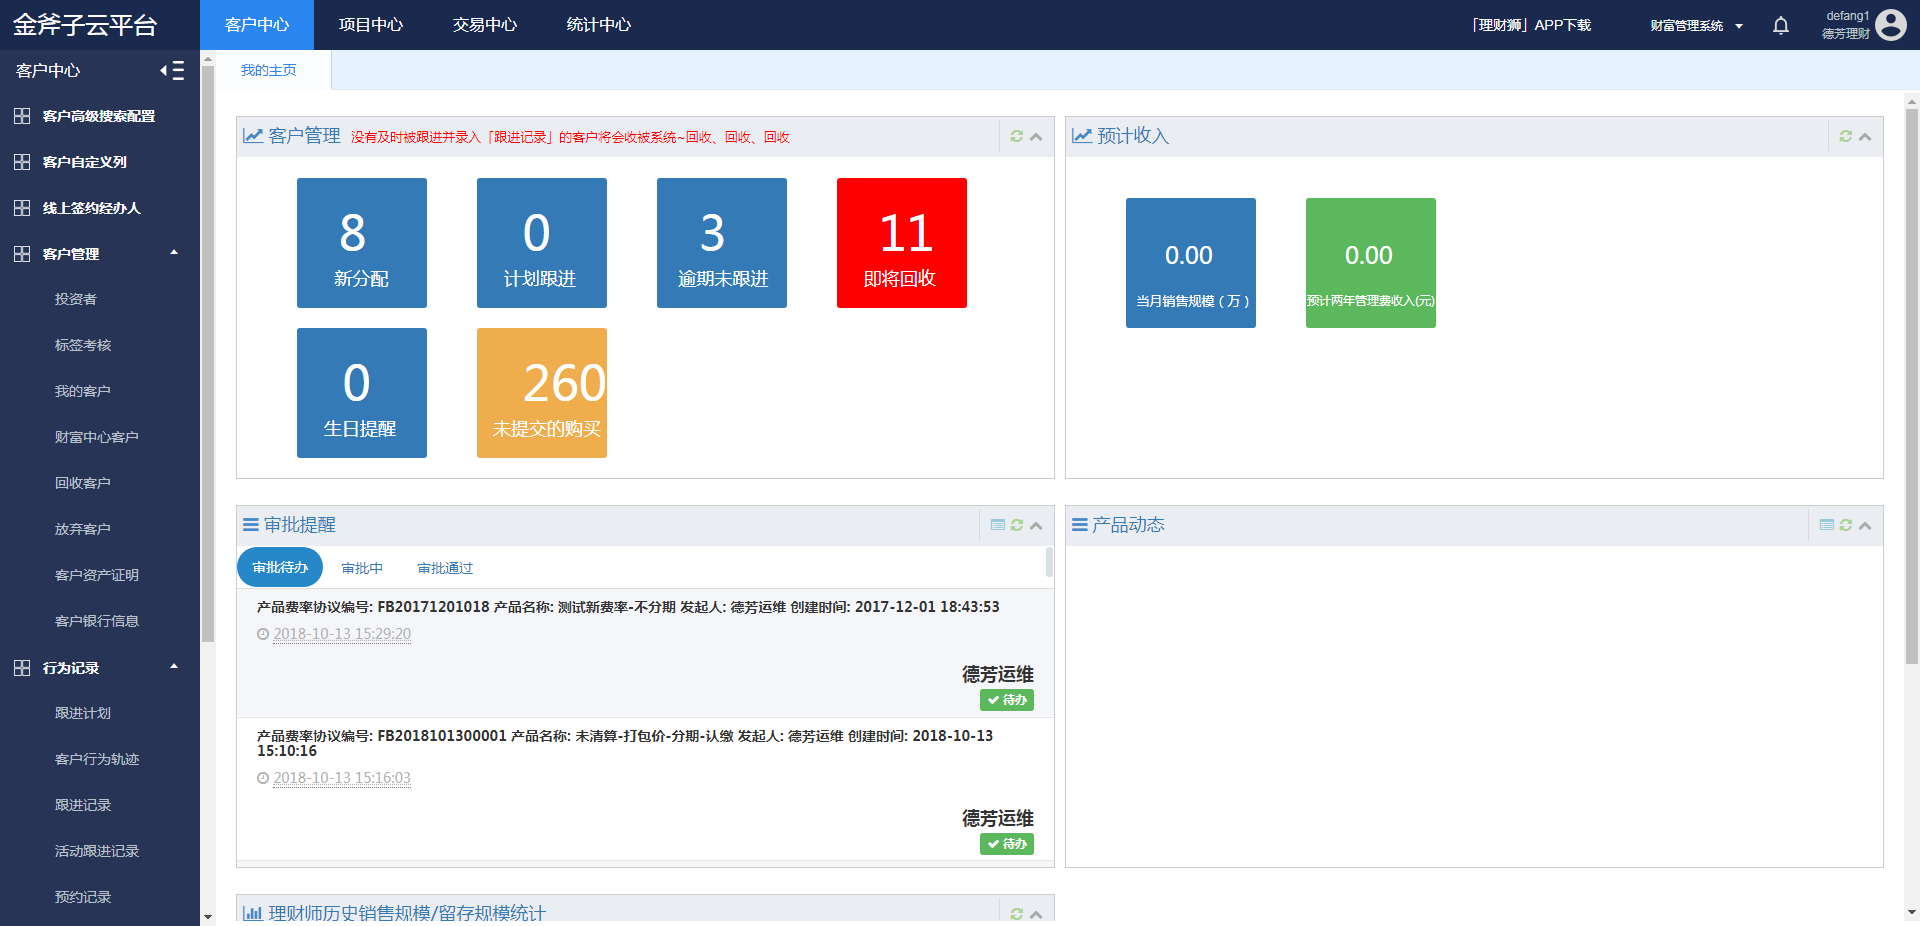 金斧子云平台
客户中心
项目中心
交易中心
统计中心
「理财狮」APP下载
财富管理系统
defang1
德芳理财
客户中心
客户高级搜索配置
客户自定义列
线上签约经办人
客户管理
投资者
标签考核
我的客户
财富中心客户
回收客户
放弃客户
客户资产证明
客户银行信息
行为记录
跟进计划
客户行为轨迹
跟进记录
活动跟进记录
预约记录
我的主页
客户管理 没有及时被跟进并录入「跟进记录」的客户将会收被系统~回收、回收、回收
8
新分配
0
计划跟进
3
逾期未跟进
11
即将回收
0
生日提醒
260
未提交的购买
预计收入
0.00
当月销售规模（万）
0.00
预计两年管理费收入(元)
审批提醒
审批待办
审批中
审批通过
产品费率协议编号: FB20171201018 产品名称: 测试新费率-不分期 发起人: 德芳运维 创建时间: 2017-12-01 18:43:53
2018-10-13 15:29:20
德芳运维
待办
产品费率协议编号: FB2018101300001 产品名称: 未清算-打包价-分期-认缴 发起人: 德芳运维 创建时间: 2018-10-13
15:10:16
2018-10-13 15:16:03
德芳运维
待办
产品动态
理财师历史销售规模/留存规模统计